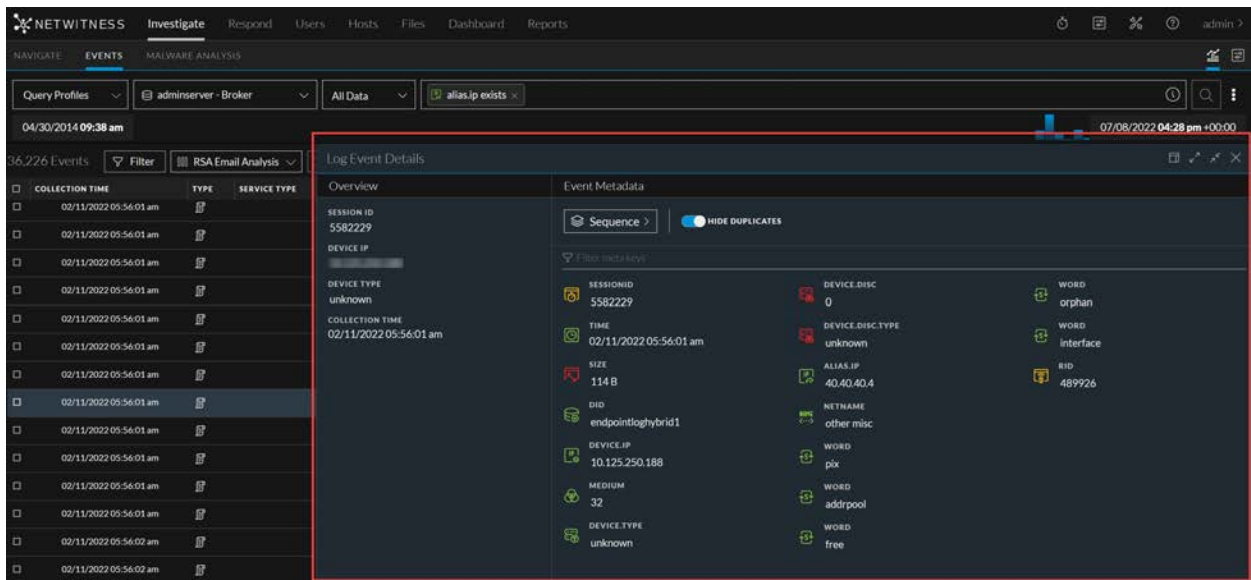 NETWITNESS Investigate Respond Users Hosts Files Dashboard Reports admin >
NAVIGATE EVENTS MALWARE ANALYSIS
Query Profiles adminserver - Broker All Data alias.ip exists ×
04/30/2014 09:38 am 07/08/2022 04:28 pm +00:00
36,226 Events Filter RSA Email Analysis
COLLECTION TIME TYPE SERVICE TYPE
02/11/2022 05:56:01 am
02/11/2022 05:56:01 am
02/11/2022 05:56:01 am
02/11/2022 05:56:01 am
02/11/2022 05:56:01 am
02/11/2022 05:56:01 am
02/11/2022 05:56:01 am
02/11/2022 05:56:01 am
02/11/2022 05:56:01 am
02/11/2022 05:56:01 am
02/11/2022 05:56:01 am
02/11/2022 05:56:02 am
02/11/2022 05:56:02 am
02/11/2022 05:56:02 am
Log Event Details
Overview
SESSION ID
5582229
DEVICE IP
DEVICE TYPE
unknown
COLLECTION TIME
02/11/2022 05:56:01 am
Event Metadata
Sequence > HIDE DUPLICATES
Filter meta keys
SESSIONID
5582229
TIME
02/11/2022 05:56:01 am
SIZE
114 B
DID
endpointloghybrid1
DEVICE.IP
10.125.250.188
MEDIUM
32
DEVICE.TYPE
unknown
DEVICE.DISC
0
DEVICE.DISC.TYPE
unknown
ALIAS.IP
40.40.40.4
NETNAME
other misc
WORD
pix
WORD
addrpool
WORD
free
WORD
orphan
WORD
interface
RID
489926